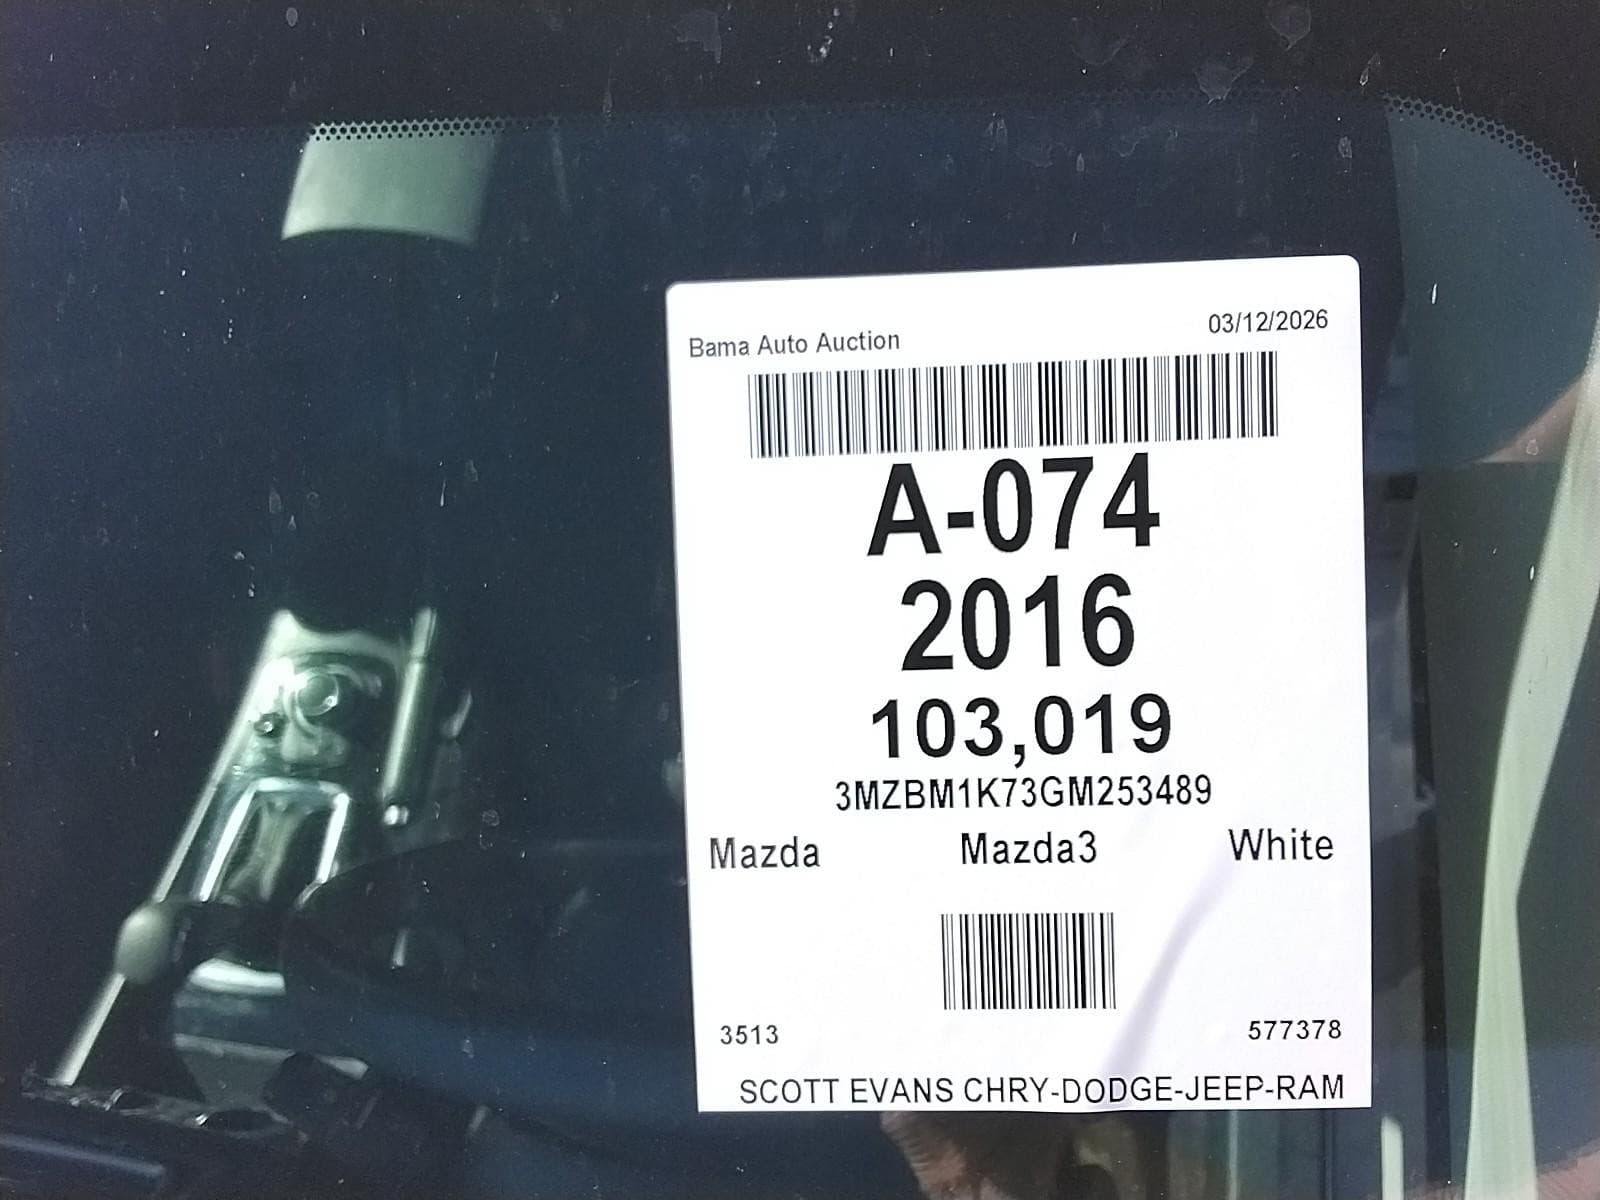 Bama Auto Auction 03/12/2026
A-074
2016
103,019
3MZBM1K73GM253489
Mazda Mazda3 White
3513 577378
SCOTT EVANS CHRY-DODGE-JEEP-RAM